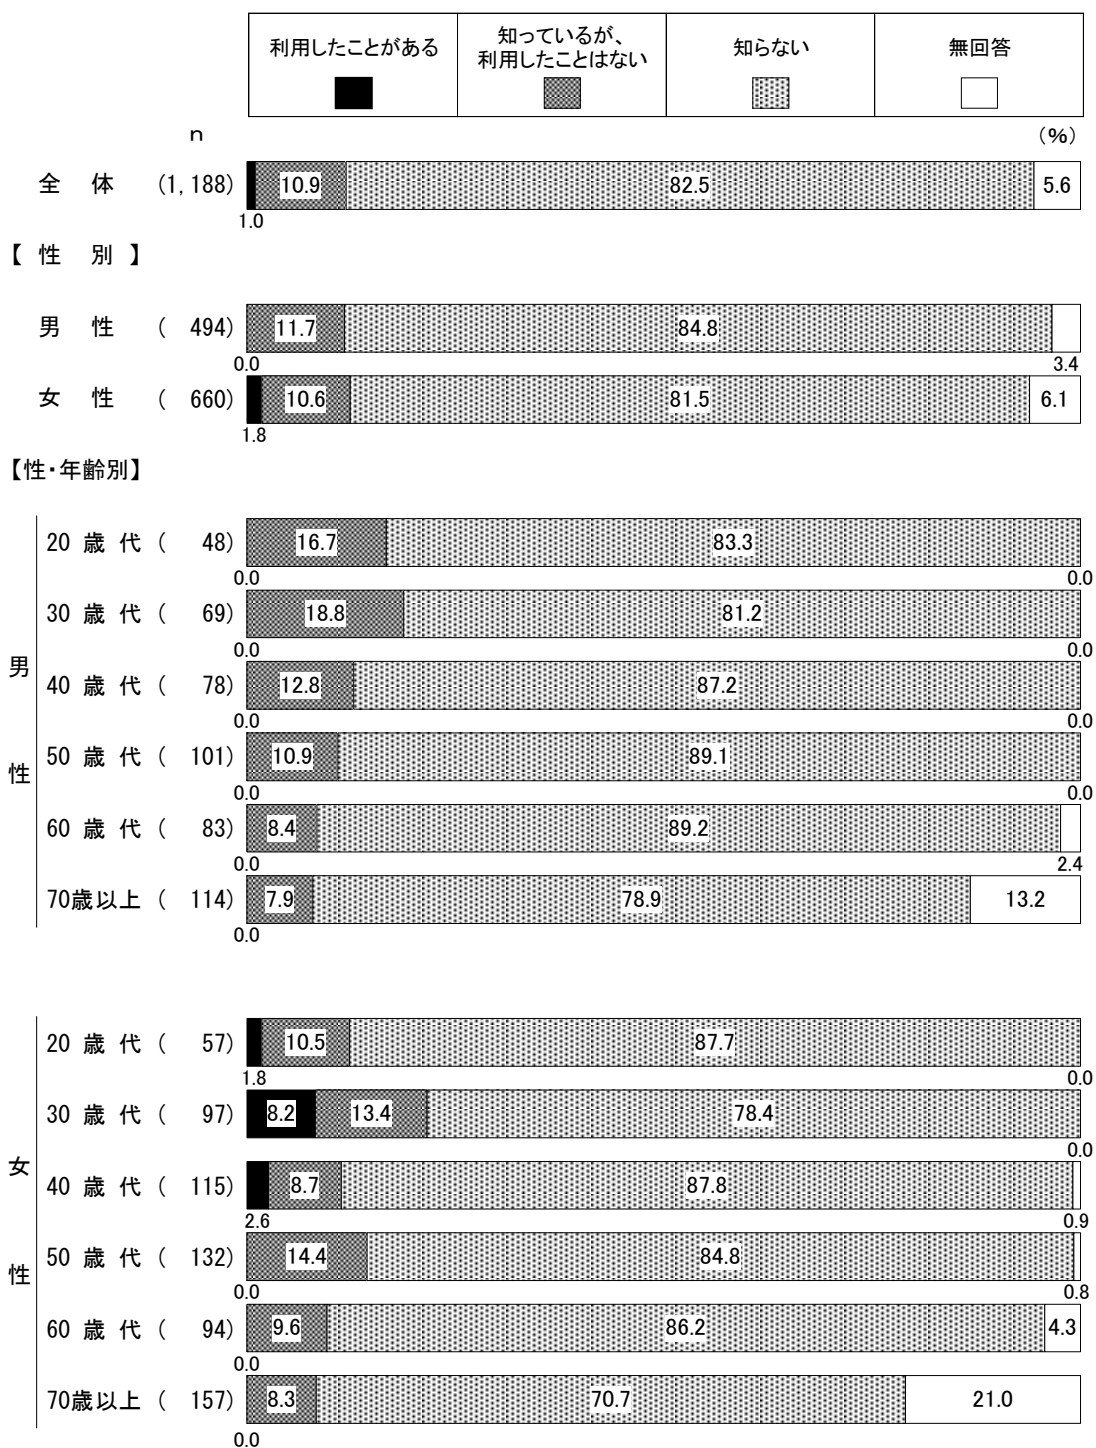 利用したことがある
知っているが、
利用したことはない
知らない
無回答
n
(%)
全 体 (1,188) 10.9 82.5 5.6
1.0
【 性 別 】
男 性 ( 494) 11.7 84.8
0.0 3.4
女 性 ( 660) 10.6 81.5 6.1
1.8
【性・年齢別】
男性
20 歳 代 ( 48) 16.7 83.3
0.0 0.0
30 歳 代 ( 69) 18.8 81.2
0.0 0.0
40 歳 代 ( 78) 12.8 87.2
0.0 0.0
50 歳 代 ( 101) 10.9 89.1
0.0 0.0
60 歳 代 ( 83) 8.4 89.2
0.0 2.4
70歳以上 ( 114) 7.9 78.9 13.2
0.0
女性
20 歳 代 ( 57) 10.5 87.7
1.8 0.0
30 歳 代 ( 97) 8.2 13.4 78.4
0.0
40 歳 代 ( 115) 8.7 87.8
2.6 0.9
50 歳 代 ( 132) 14.4 84.8
0.0 0.8
60 歳 代 ( 94) 9.6 86.2 4.3
0.0
70歳以上 ( 157) 8.3 70.7 21.0
0.0